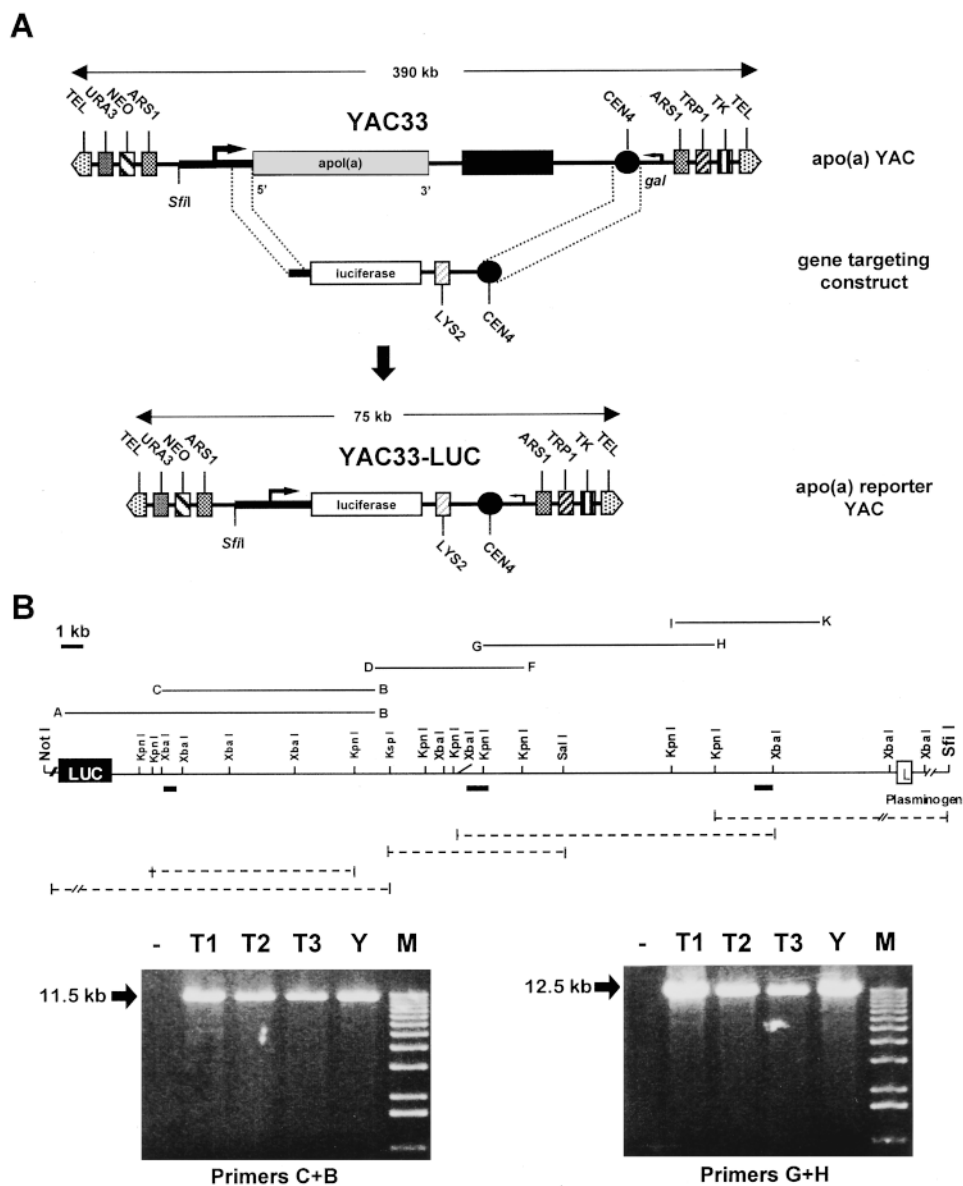 A
390 kb
TEL
URA3
NEO
ARS1
YAC33
CEN4
ARS1
TRP1
TK
TEL
apo(a)
apo(a) YAC
SfiI
5'
3'
gal
luciferase
gene targeting
construct
LYS2
CEN4
75 kb
TEL
URA3
NEO
ARS1
YAC33-LUC
ARS1
TRP1
TK
TEL
luciferase
apo(a) reporter
YAC
SfiI
LYS2
CEN4
B
1 kb
I K
G H
D F
C B
A B
Not I
Kpn I
Kpn I
Xba I
Xba I
Xba I
Kpn I
Ksp I
Kpn I
Xba I
Kpn I
Xba I
Kpn I
Sal I
Kpn I
Kpn I
Xba I
Xba I
Xba I
Sfi I
LUC
L
Plasminogen
- T1 T2 T3 Y M
11.5 kb
Primers C+B
- T1 T2 T3 Y M
12.5 kb
Primers G+H